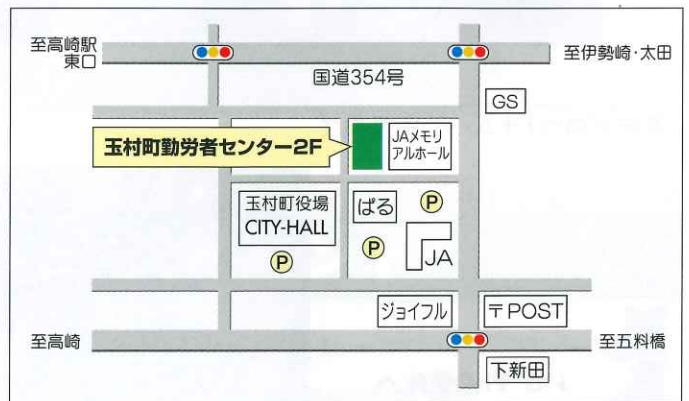 至高崎駅
東口
至伊勢崎・太田
国道354号
GS
玉村町勤労者センター2F
JAメモリ
アルホール
玉村町役場
CITY-HALL
ぱる
P
P
P
JA
ジョイフル
〒POST
至高崎
至五料橋
下新田